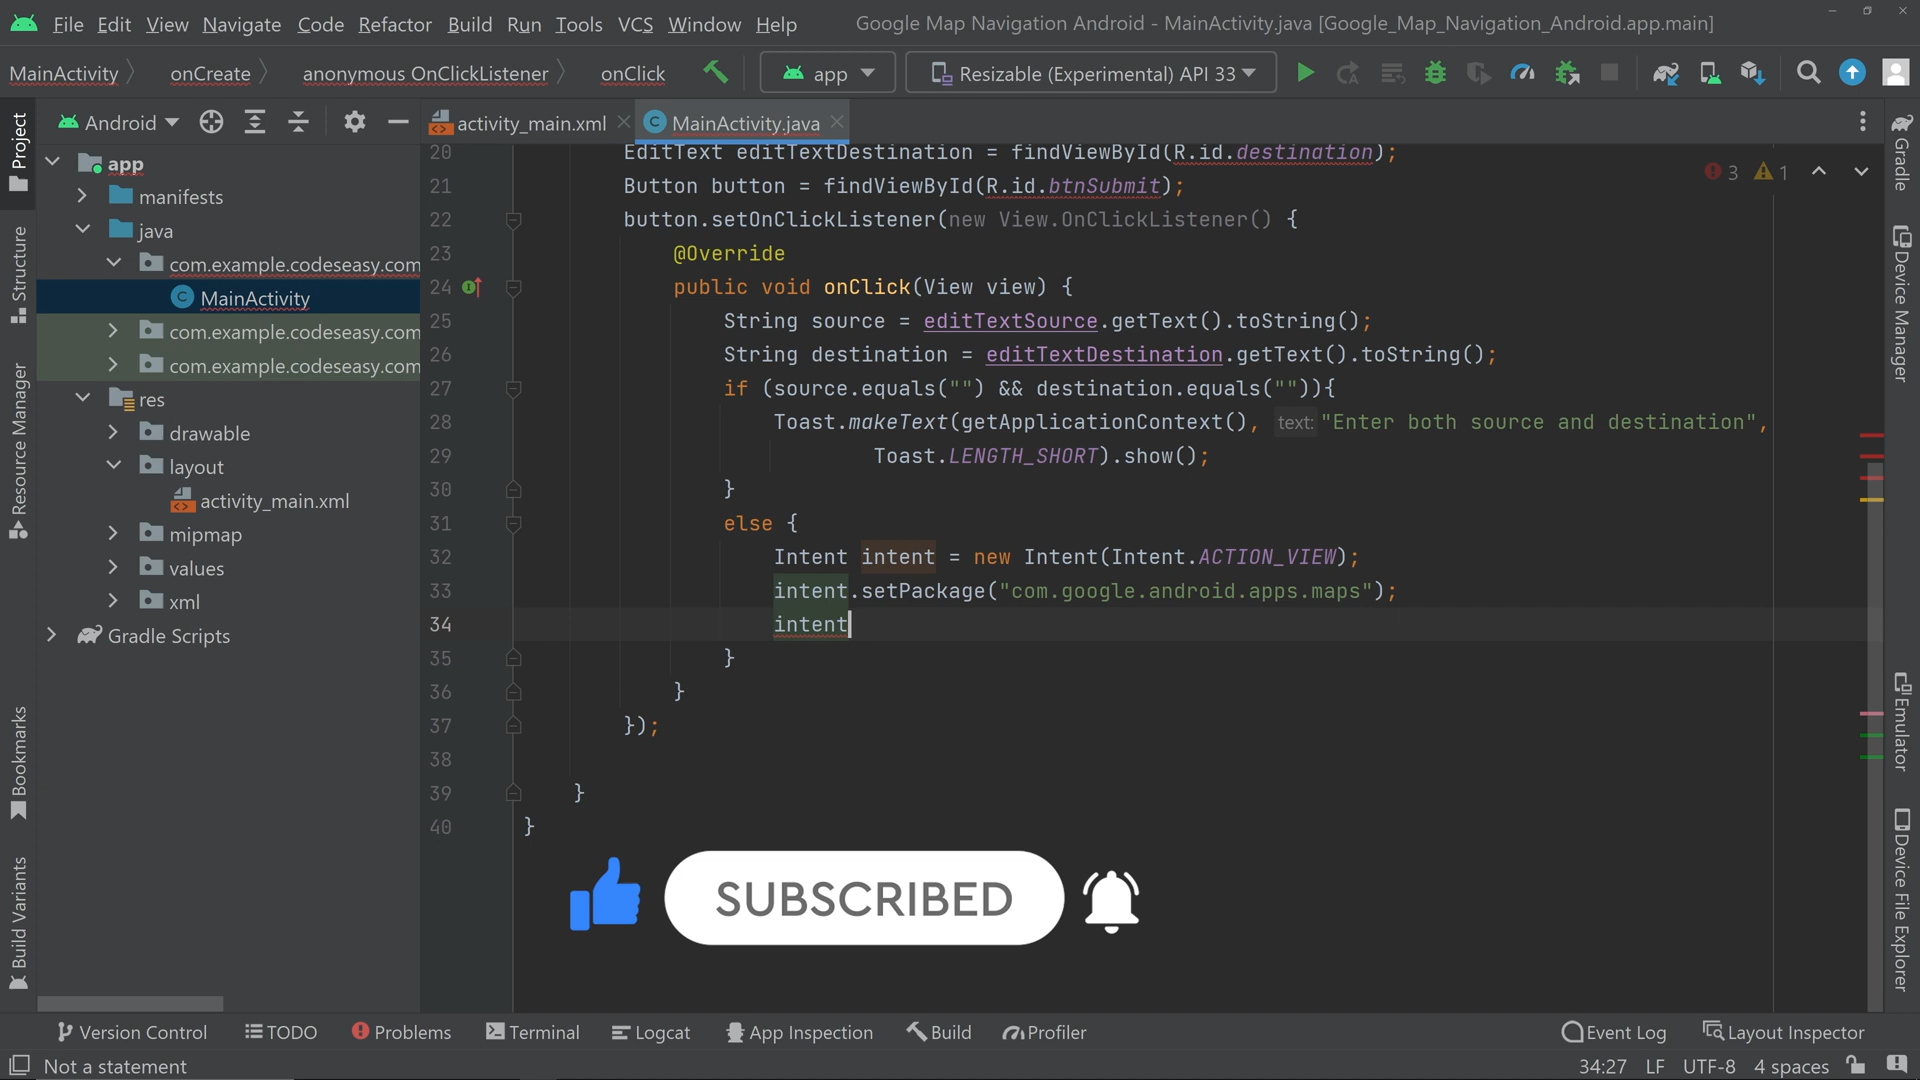 File Edit View Navigate Code Refactor Build Run Tools VCS Window Help Google Map Navigation Android - MainActivity.java [Google_Map_Navigation_Android.app.main]
MainActivity onCreate anonymous OnClickListener onClick app Resizable (Experimental) API 33
Project
Structure
Resource Manager
Bookmarks
Build Variants
Android
app
manifests
java
com.example.codeseasy.com
MainActivity
com.example.codeseasy.com
com.example.codeseasy.com
res
drawable
layout
activity_main.xml
mipmap
values
xml
Gradle Scripts
activity_main.xml MainActivity.java
3 1
20 EditText editTextDestination = findViewById(R.id.destination);
21 Button button = findViewById(R.id.btnSubmit);
22 button.setOnClickListener(new View.OnClickListener() {
23 @Override
24 public void onClick(View view) {
25 String source = editTextSource.getText().toString();
26 String destination = editTextDestination.getText().toString();
27 if (source.equals("") && destination.equals("")){
28 Toast.makeText(getApplicationContext(), text: "Enter both source and destination",
29 Toast.LENGTH_SHORT).show();
30 }
31 else {
32 Intent intent = new Intent(Intent.ACTION_VIEW);
33 intent.setPackage("com.google.android.apps.maps");
34 intent
35 }
36 }
37 });
38
39 }
40 }
SUBSCRIBED
Gradle
Device Manager
Emulator
Device File Explorer
Version Control TODO Problems Terminal Logcat App Inspection Build Profiler Event Log Layout Inspector
Not a statement 34:27 LF UTF-8 4 spaces